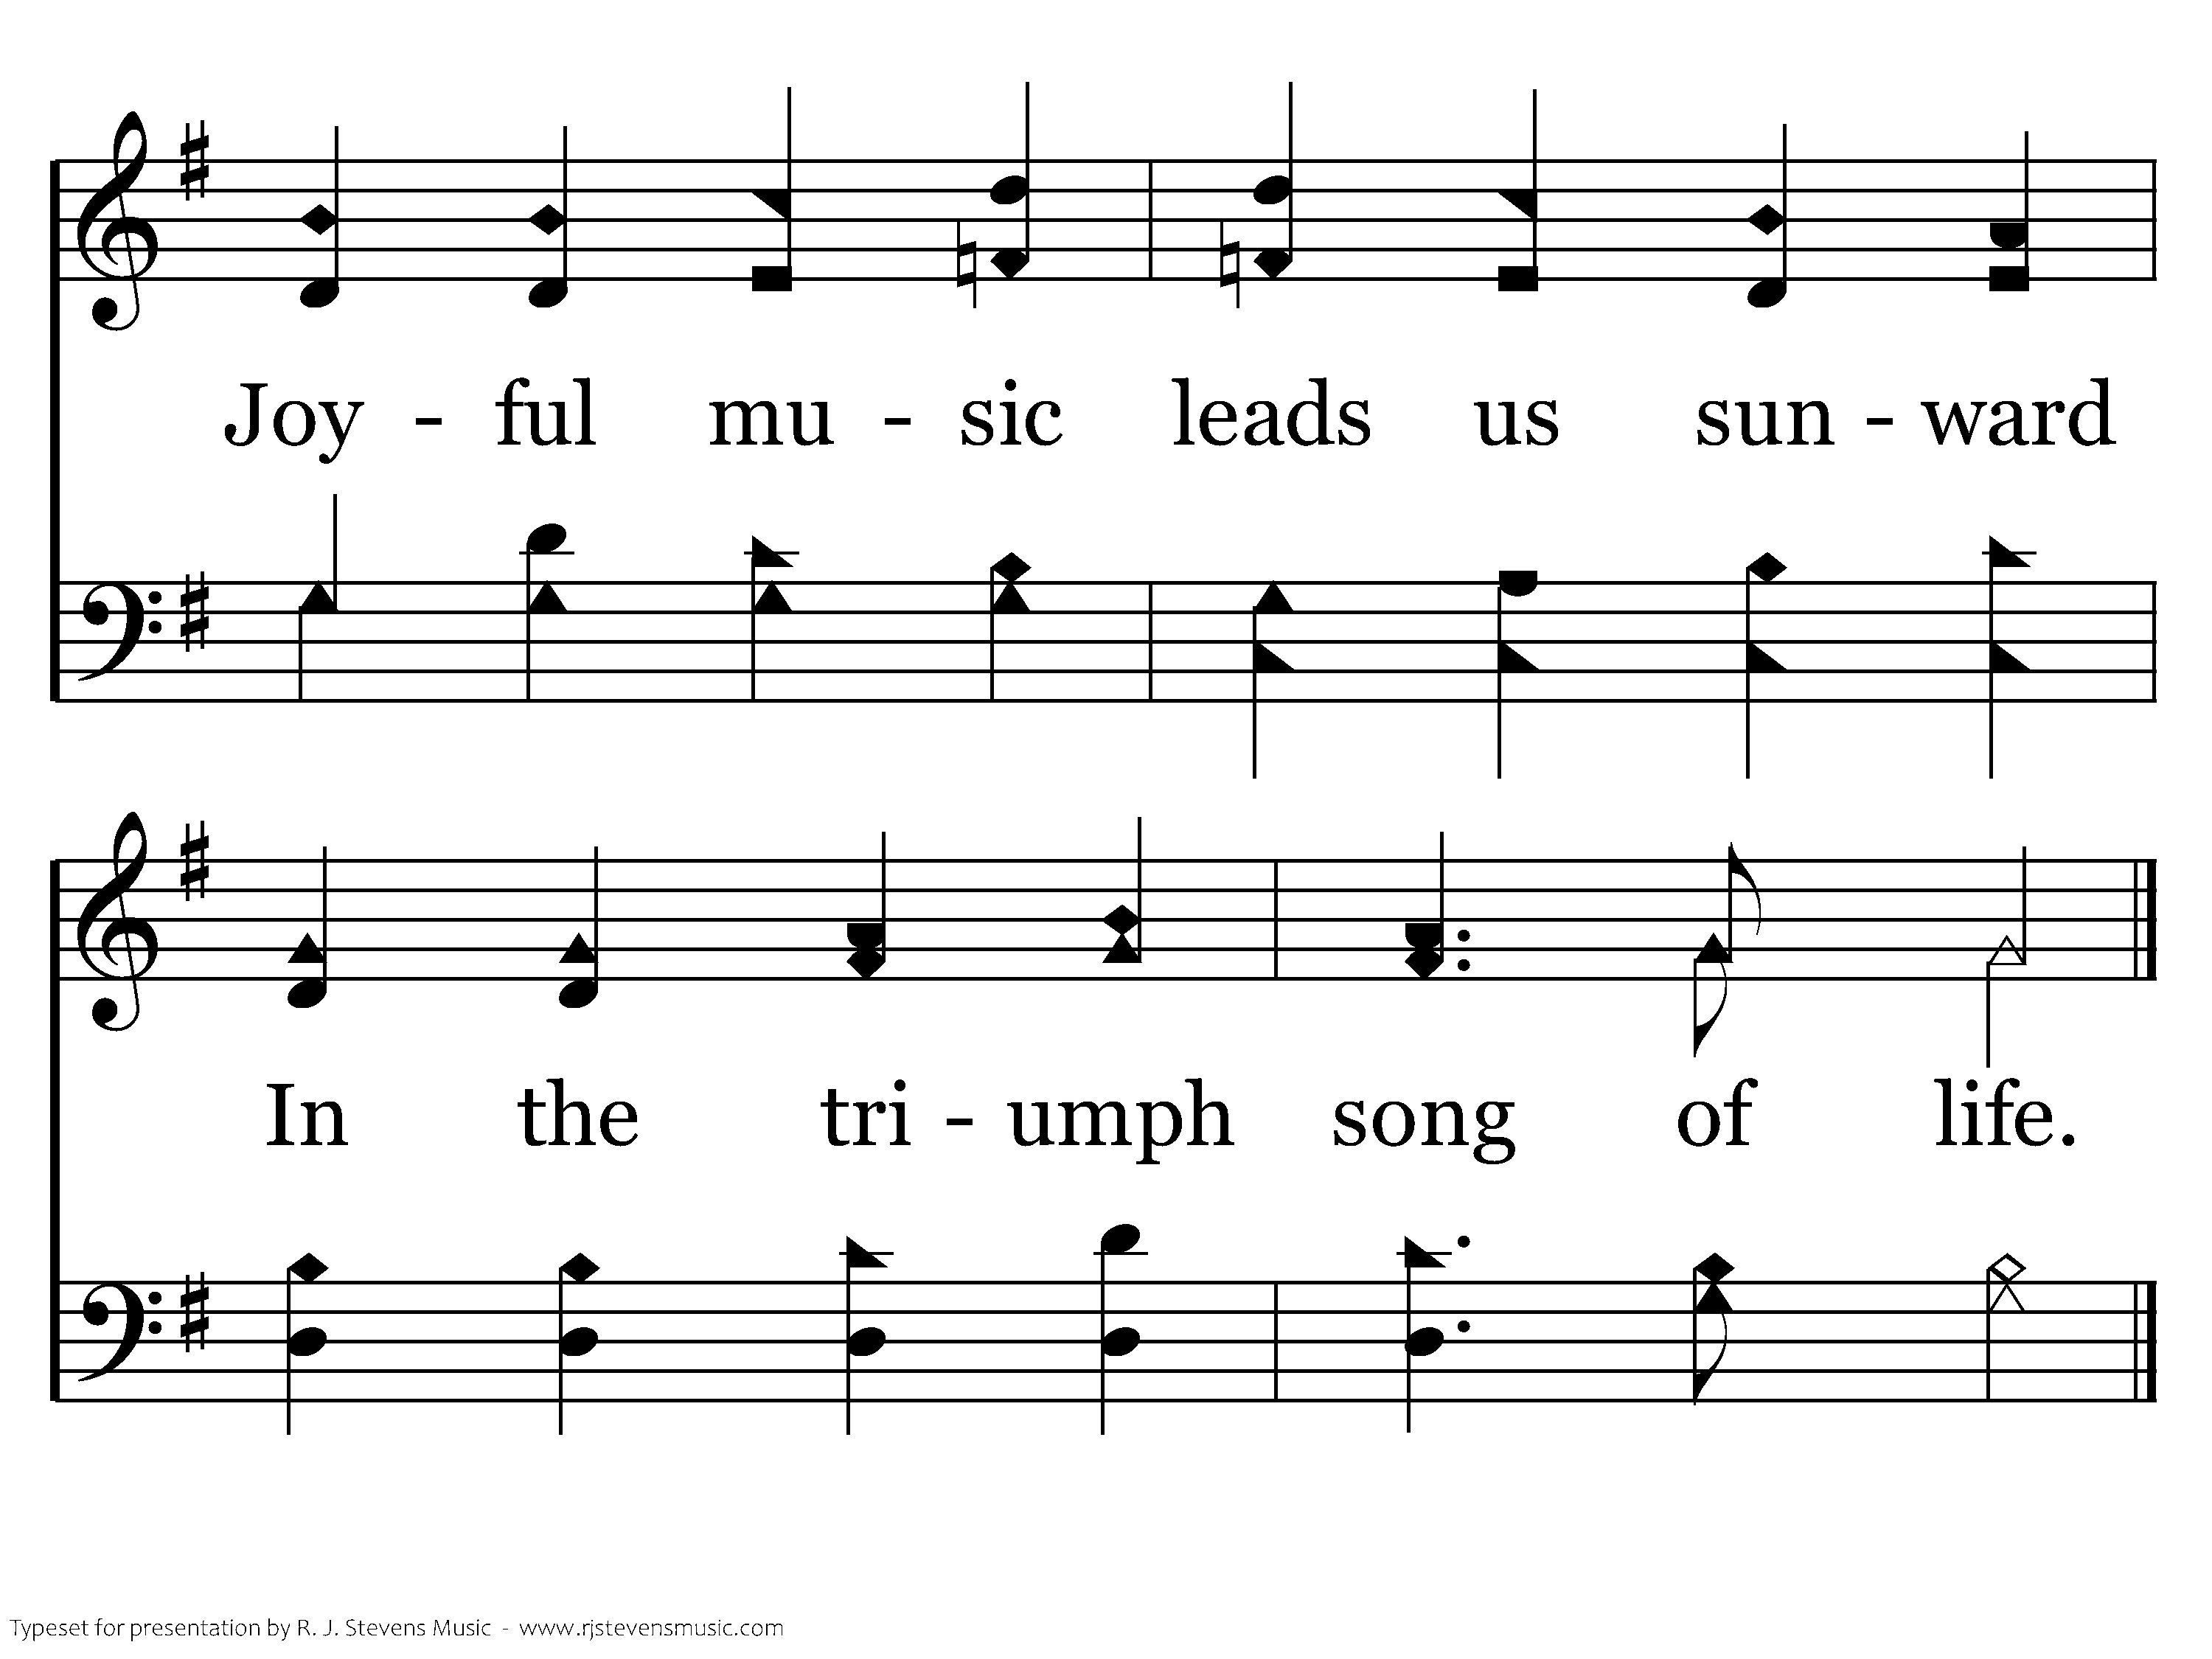 Joy - ful mu - sic leads us sun - ward
In the tri - umph song of life.
Typeset for presentation by R. J. Stevens Music - www.rjstevensmusic.com